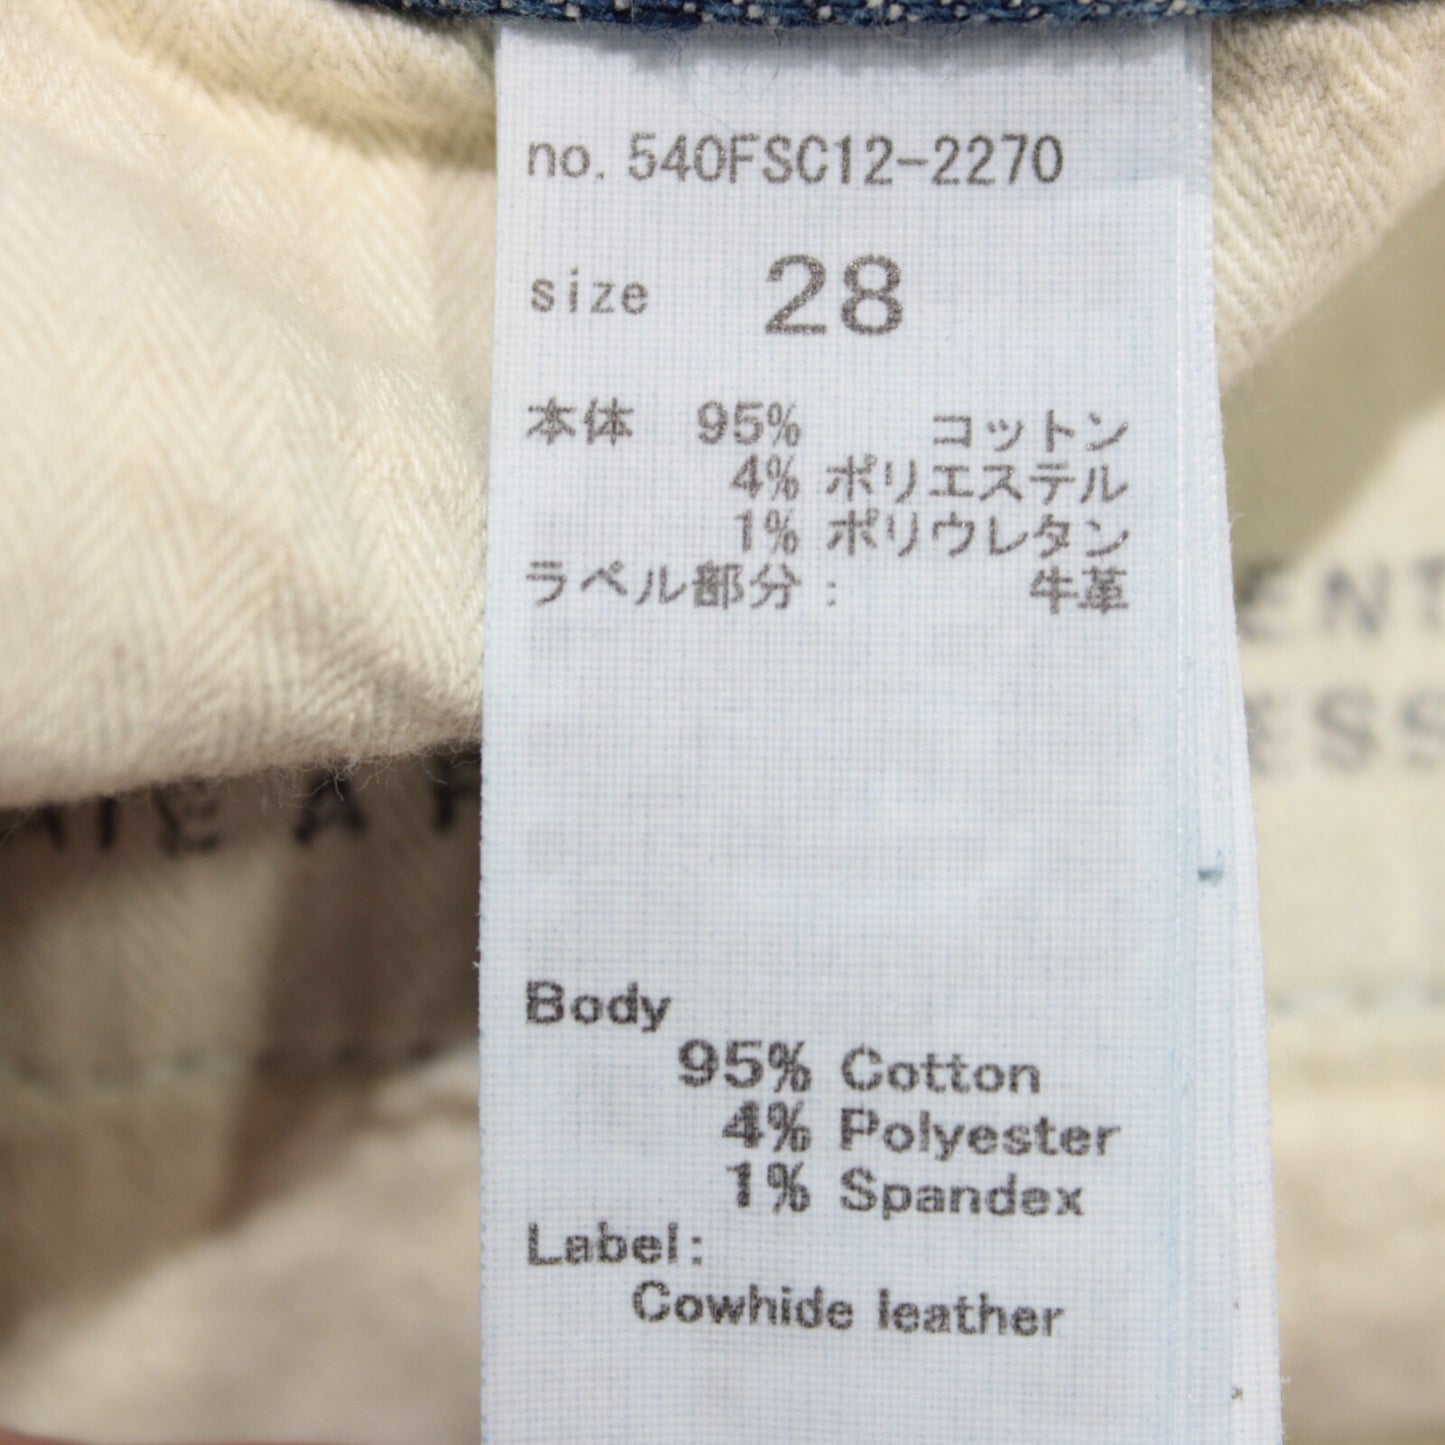 no. 540FSC12-2270
size 28
本体 95% コットン
4% ポリエステル
1% ポリウレタン
ラベル部分: 牛革
Body
95% Cotton
4% Polyester
1% Spandex
Label:
Cowhide leather